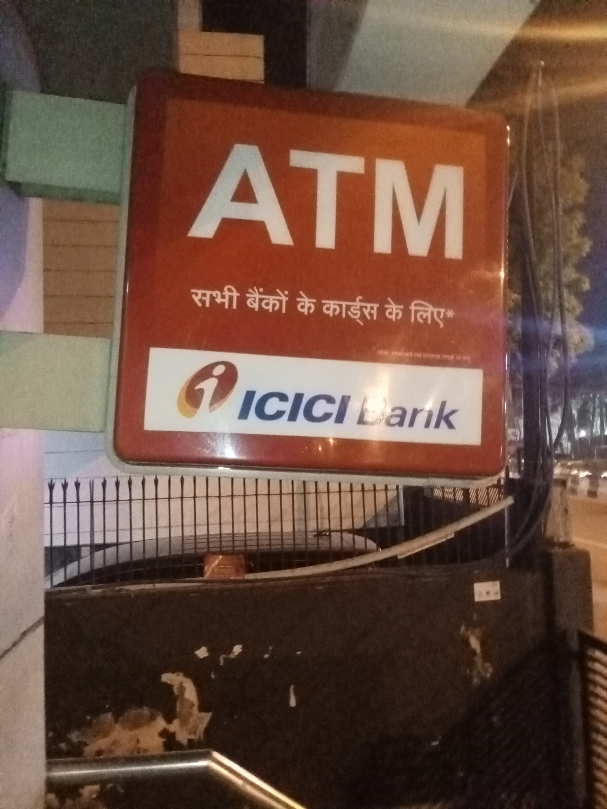 ATM
सभी बैंकों के कार्ड्स के लिए*
ICICI Bank